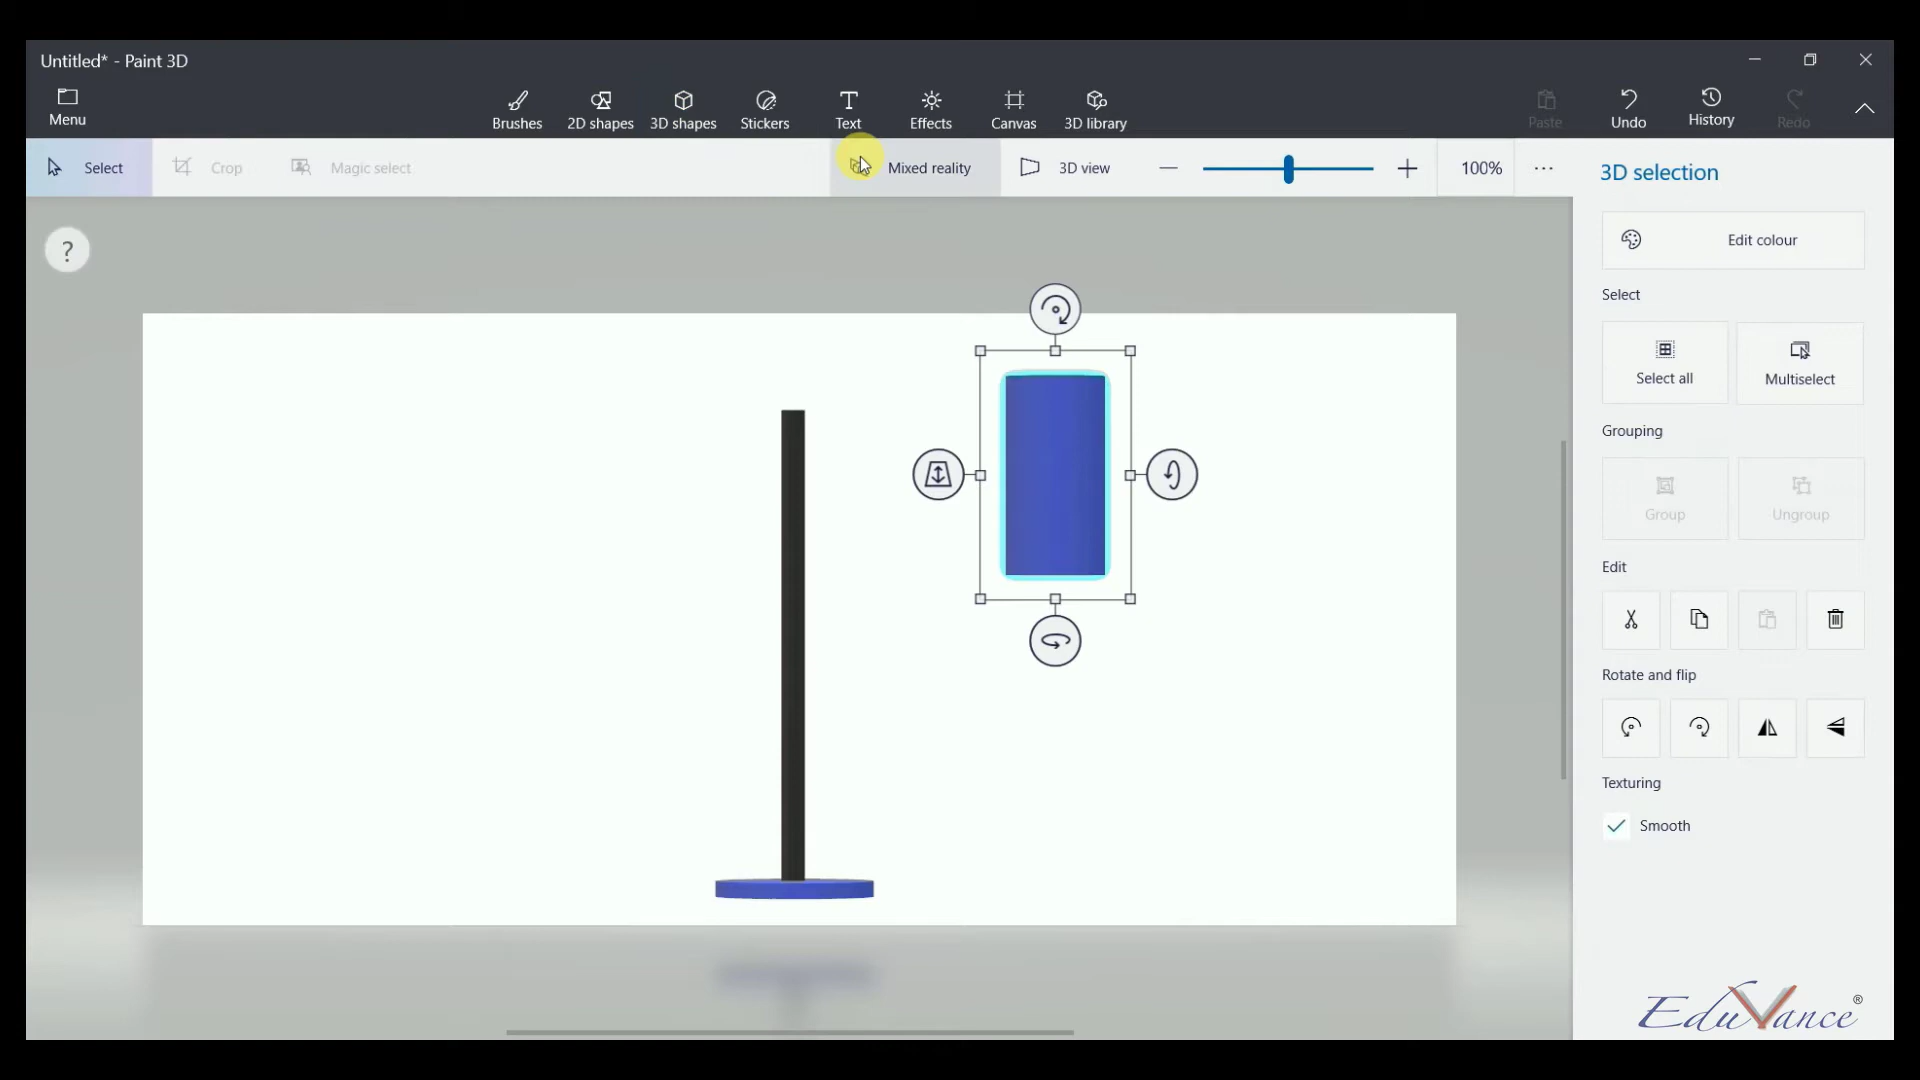 Untitled* - Paint 3D
Menu
Brushes
2D shapes
3D shapes
Stickers
Text
Effects
Canvas
3D library
Paste
Undo
History
Redo
Select
Crop
Magic select
Mixed reality
3D view
100%
?
3D selection
Edit colour
Select
Select all
Multiselect
Grouping
Group
Ungroup
Edit
Rotate and flip
Texturing
Smooth
EduVance®